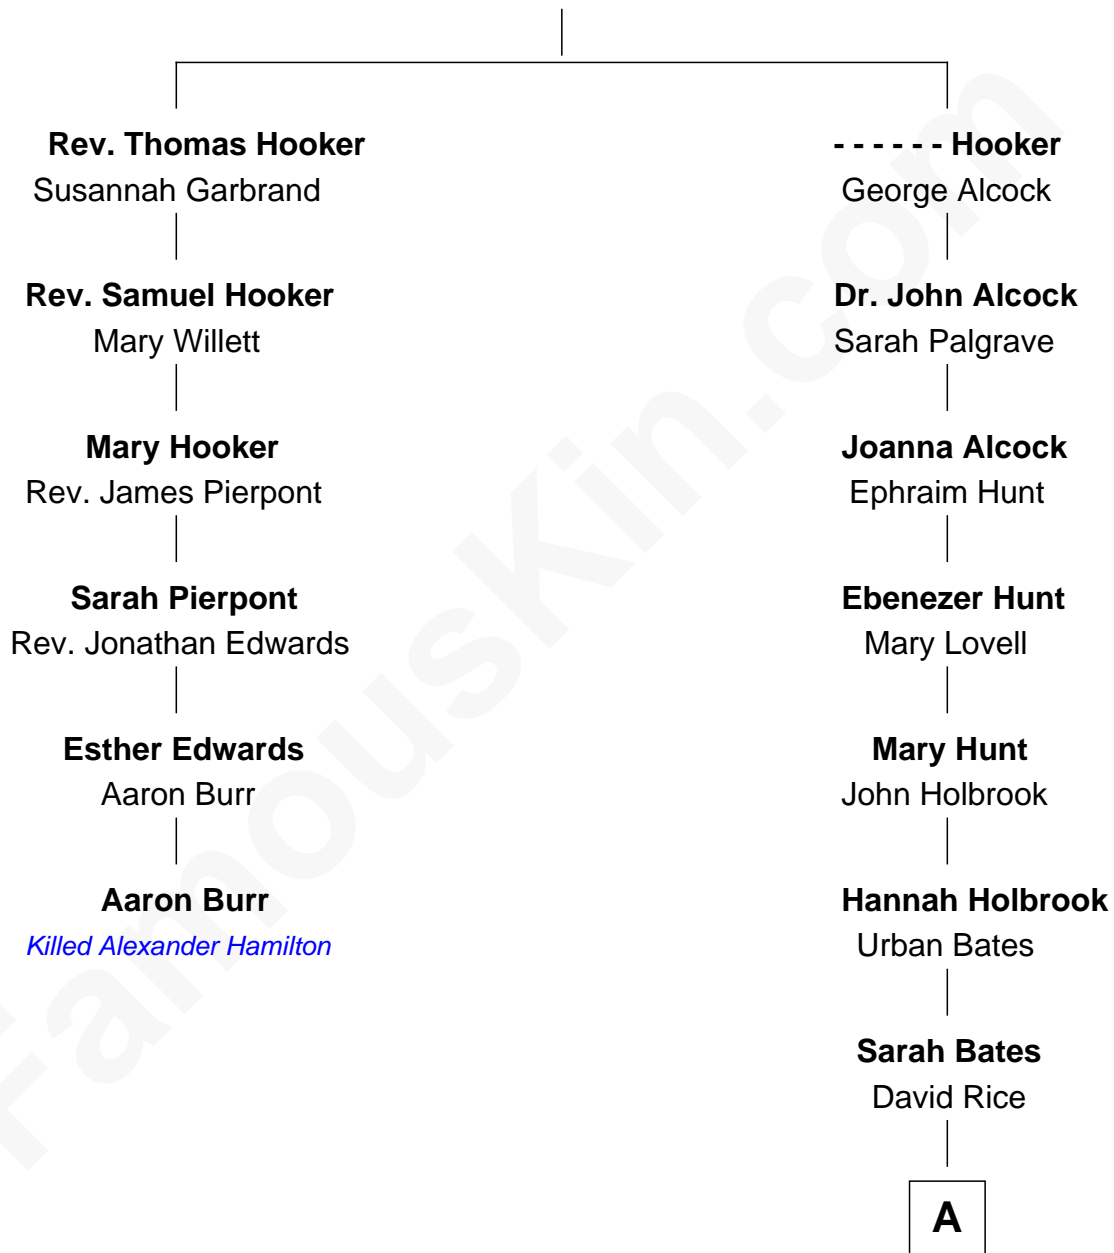 Rev. Thomas Hooker
Susannah Garbrand
Rev. Samuel Hooker
Mary Willett
Mary Hooker
Rev. James Pierpont
Sarah Pierpont
Rev. Jonathan Edwards
Esther Edwards
Aaron Burr
Aaron Burr
Killed Alexander Hamilton
- - - - - - Hooker
George Alcock
Dr. John Alcock
Sarah Palgrave
Joanna Alcock
Ephraim Hunt
Ebenezer Hunt
Mary Lovell
Mary Hunt
John Holbrook
Hannah Holbrook
Urban Bates
Sarah Bates
David Rice
A
FamousKin.com